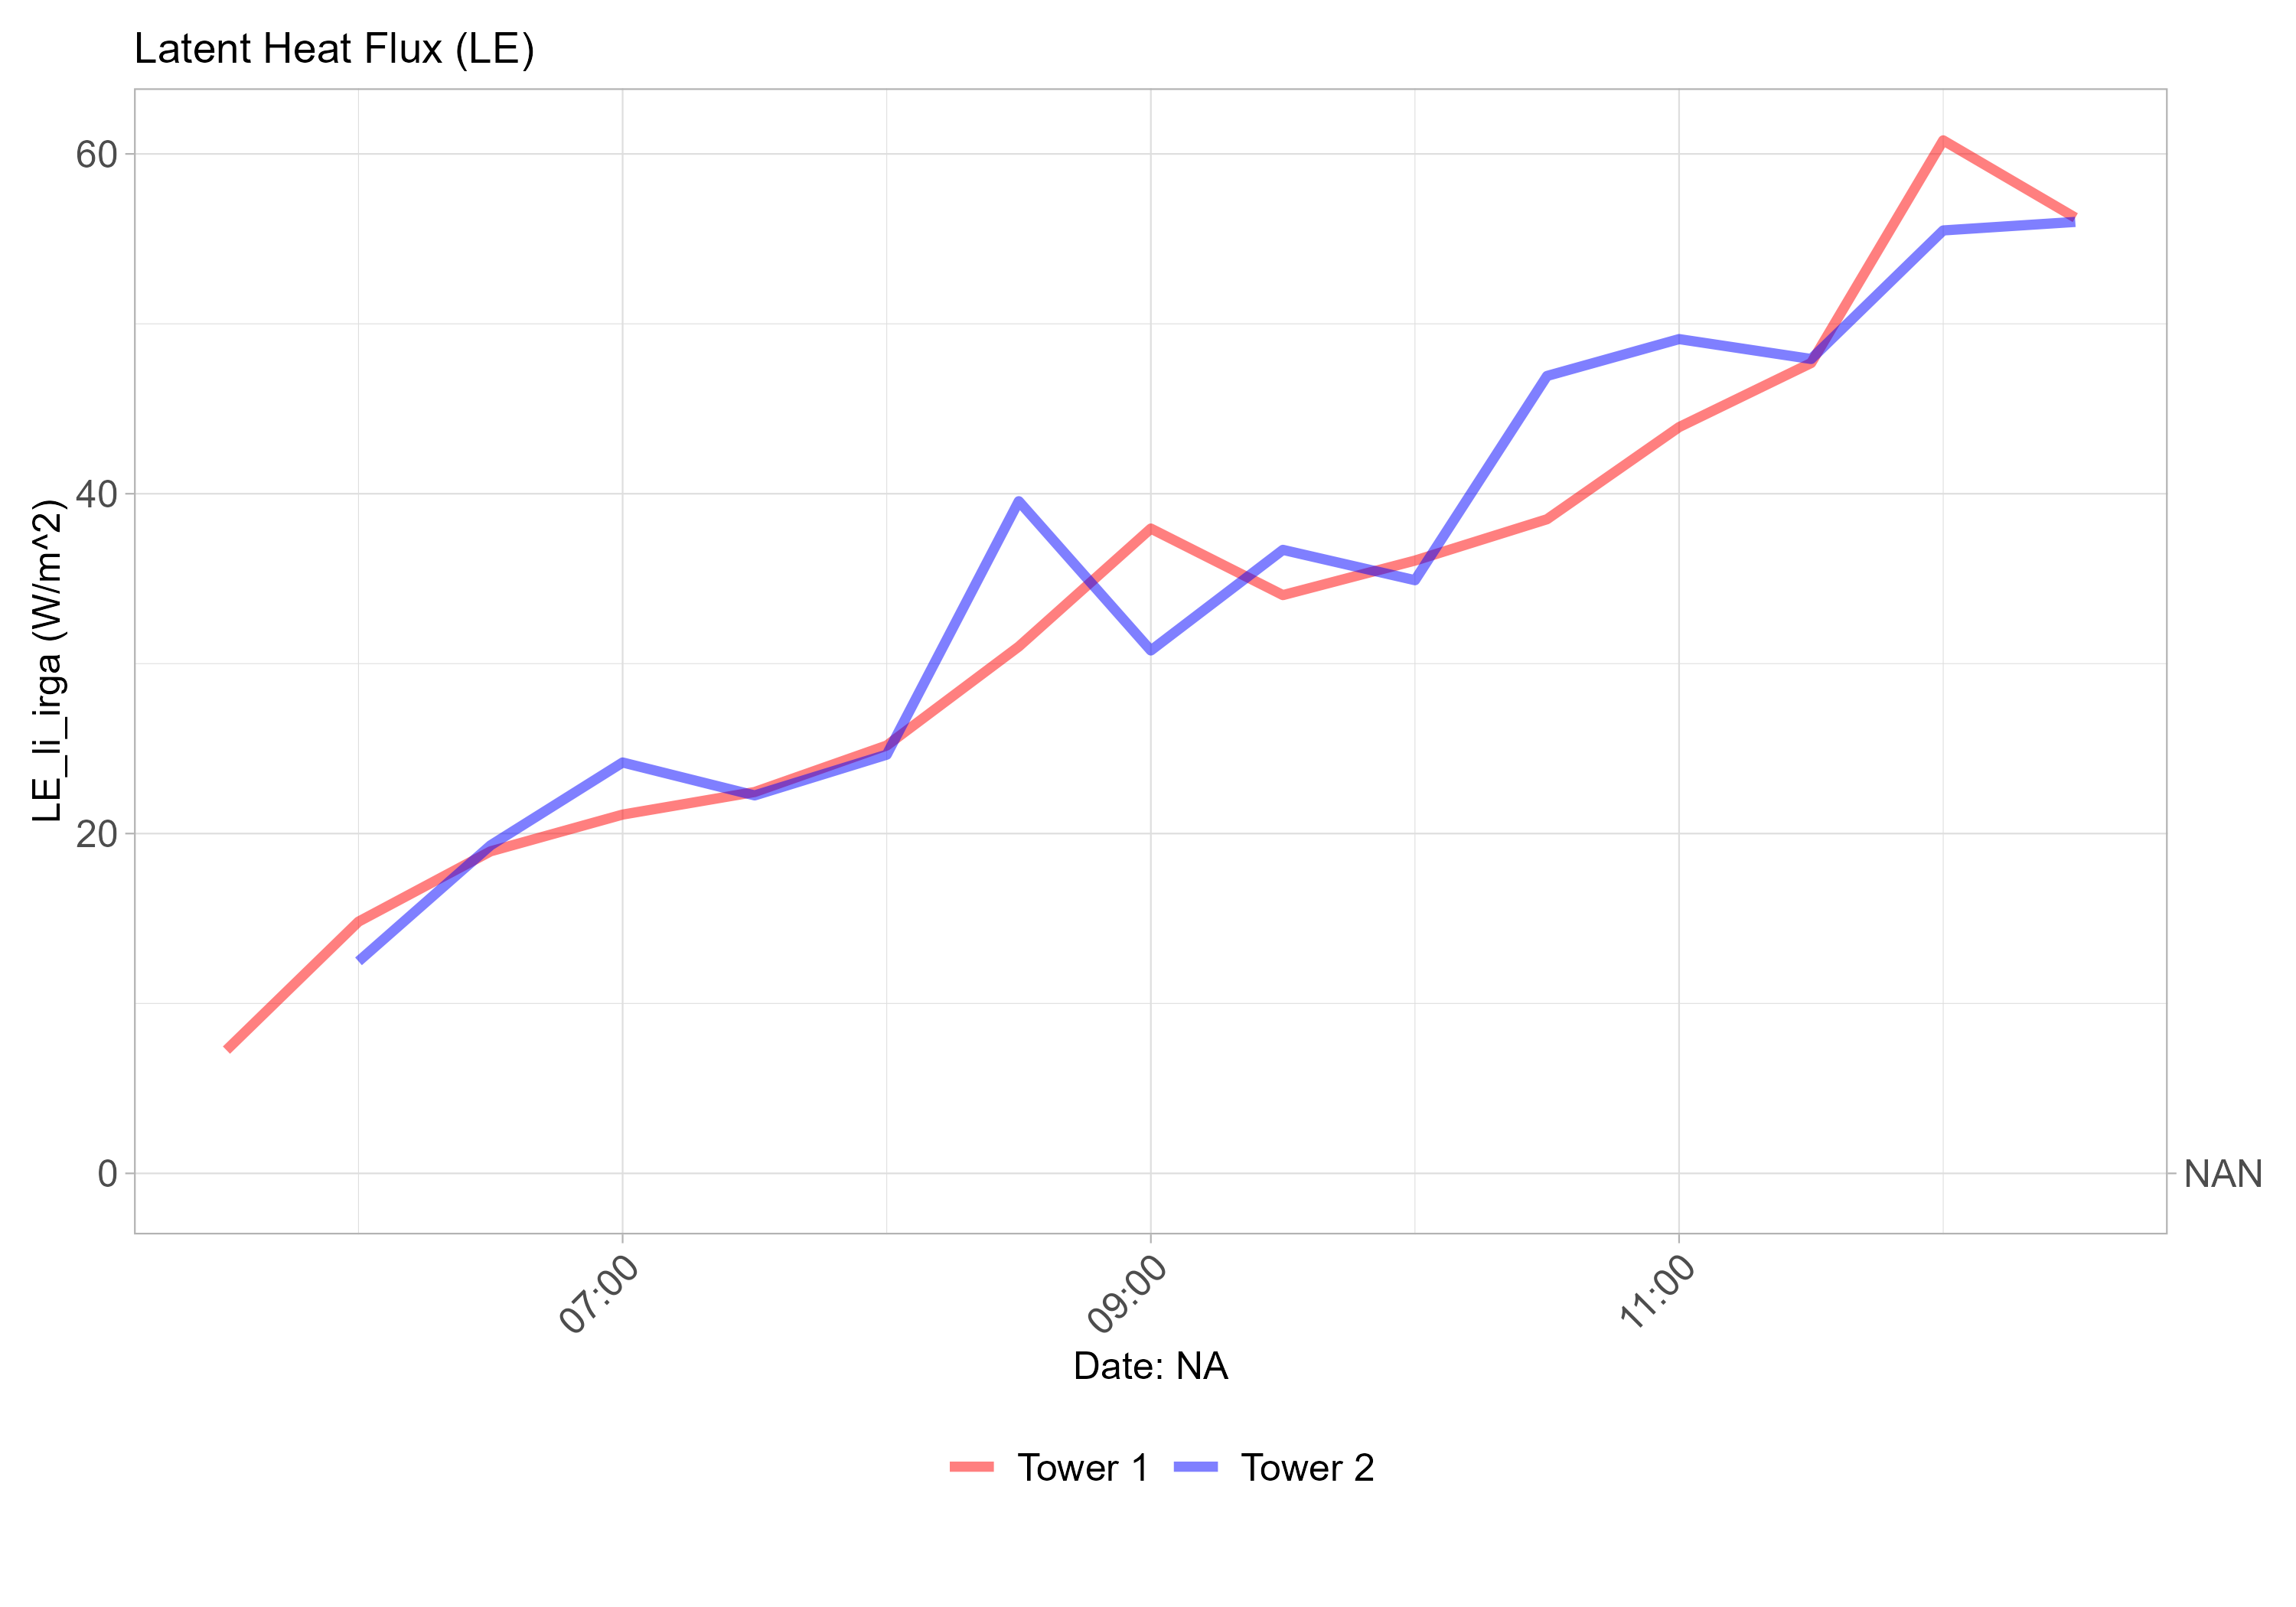 Latent Heat Flux (LE)
LE_li_irga (W/m^2)
60
40
20
0
NAN
07:00
09:00
11:00
Date: NA
Tower 1
Tower 2